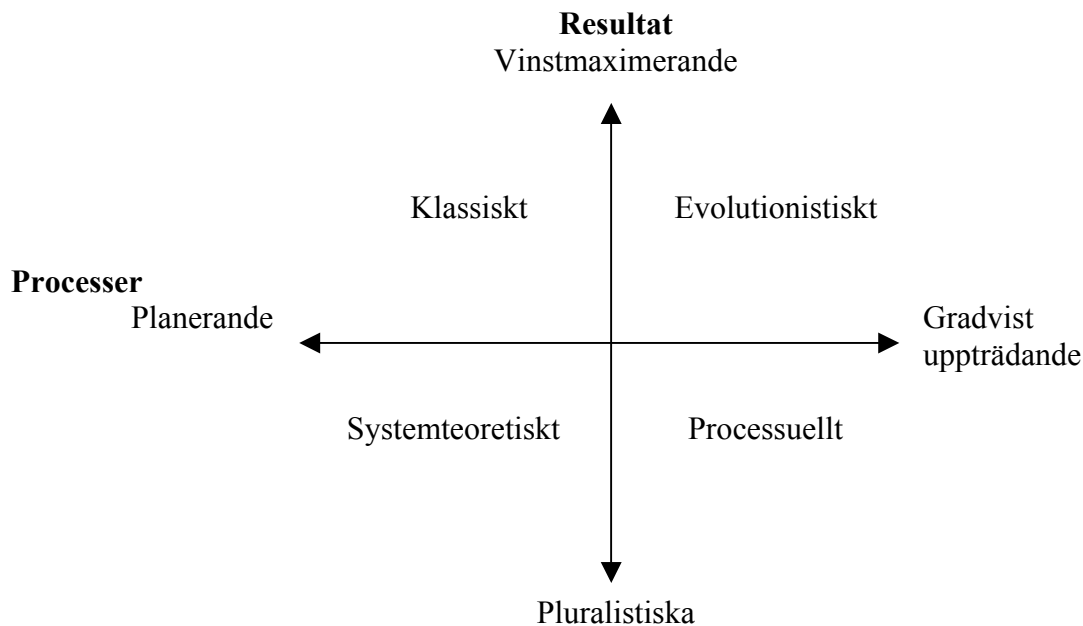 Resultat
Vinstmaximerande
Klassiskt
Evolutionistiskt
Processer
Planerande
Gradvist
uppträdande
Systemteoretiskt
Processuellt
Pluralistiska